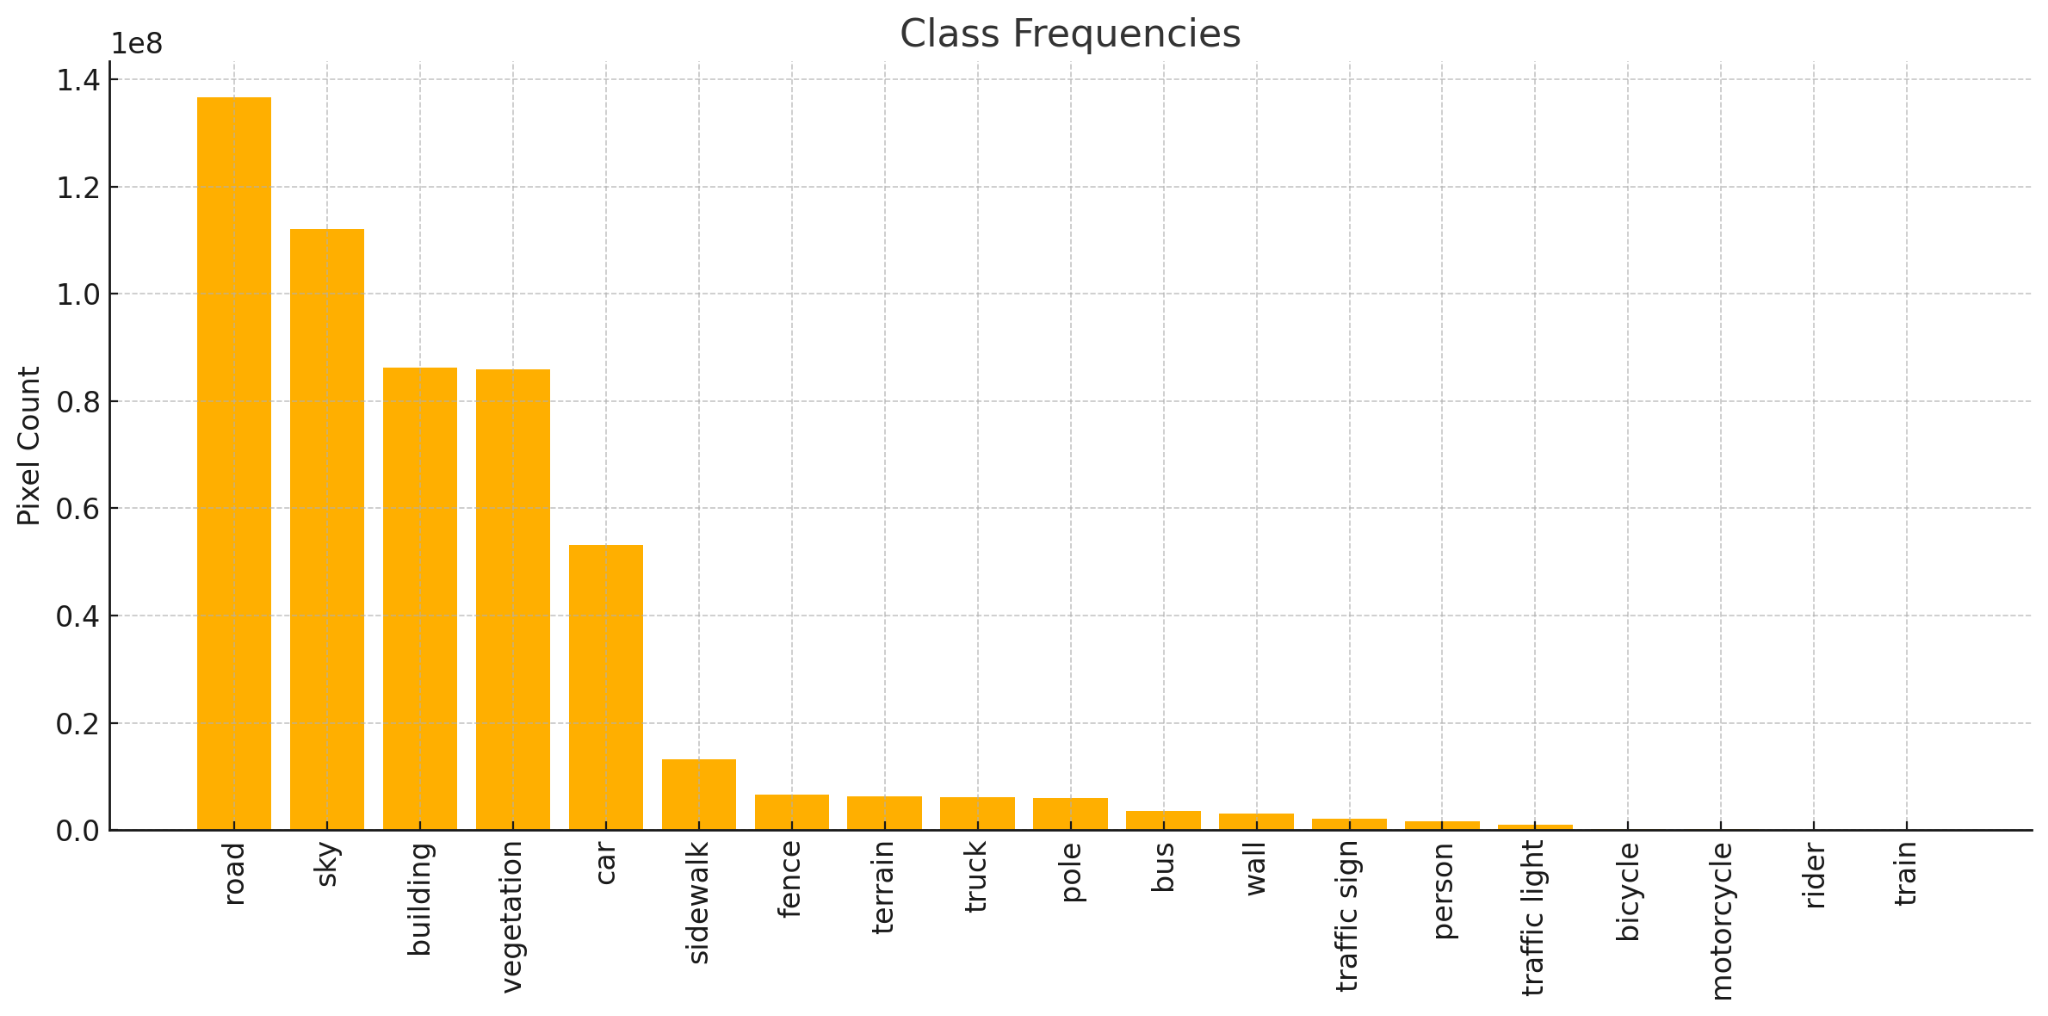 Class Frequencies
1e8
1.4
1.2
1.0
0.8
0.6
0.4
0.2
0.0
Pixel Count
road
sky
building
vegetation
car
sidewalk
fence
terrain
truck
pole
bus
wall
traffic sign
person
traffic light
bicycle
motorcycle
rider
train